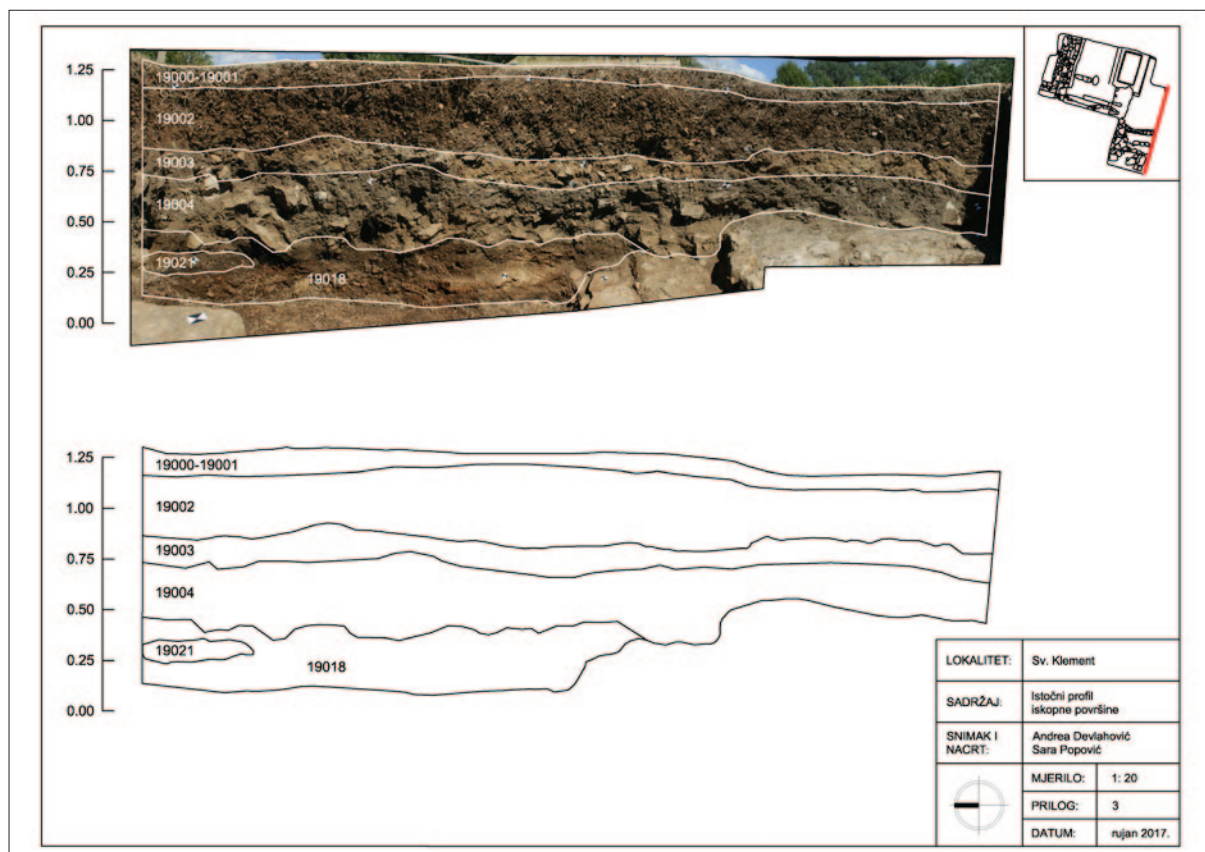 1.25
1.00
0.75
0.50
0.25
0.00
19000-19001
19002
19003
19004
19021
19018
1.25
1.00
0.75
0.50
0.25
0.00
19000-19001
19002
19003
19004
19021
19018
LOKALITET: Sv. Klement
SADRŽAJ: Istočni profil
iskopne površine
SNIMAK I
NACRT: Andrea Devlahović
Sara Popović
MJERILO: 1: 20
PRILOG: 3
DATUM: rujan 2017.